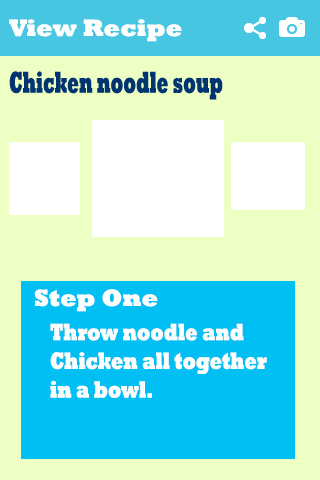 View Recipe
Chicken noodle soup
Step One
Throw noodle and
Chicken all together
in a bowl.